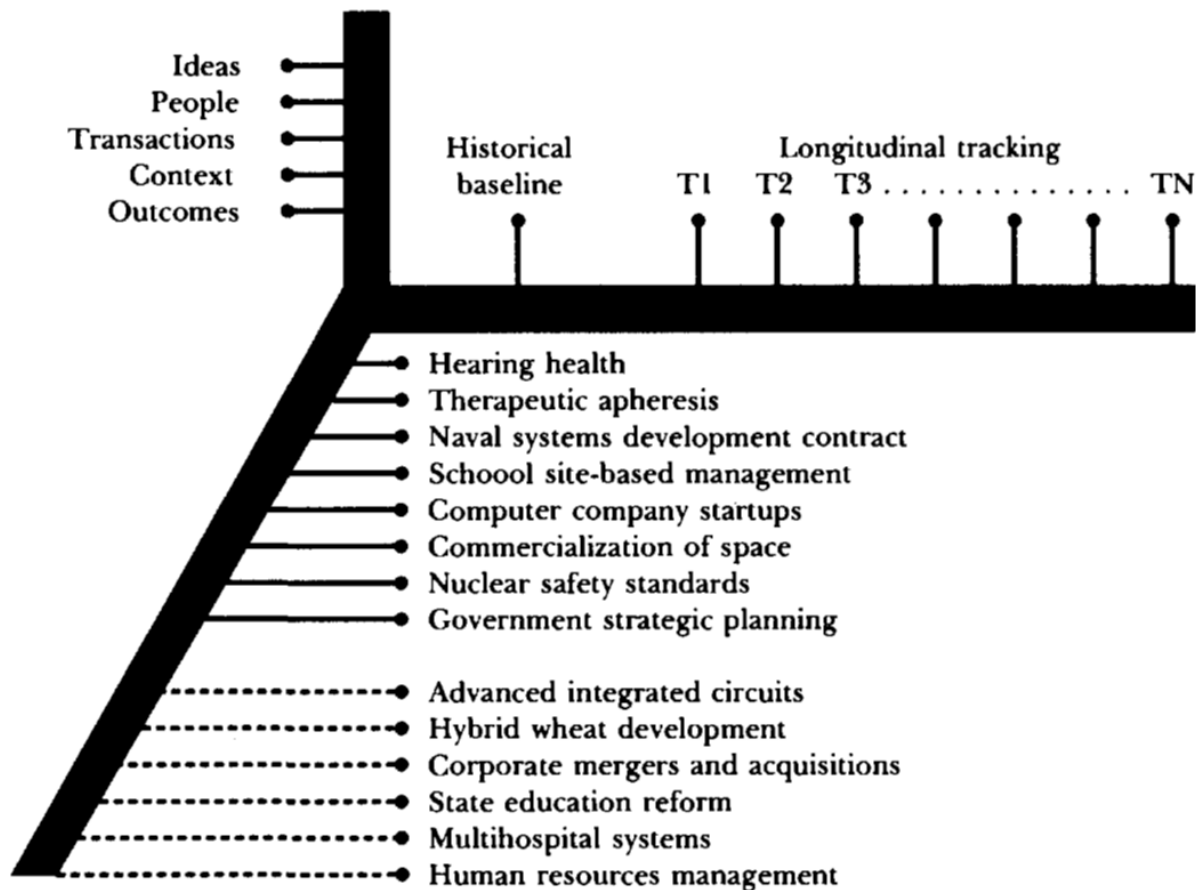 Ideas
People
Transactions
Context
Outcomes
Historical
baseline
Longitudinal tracking
T1 T2 T3 . . . . . . . . . . . . . . TN
Hearing health
Therapeutic apheresis
Naval systems development contract
Schoool site-based management
Computer company startups
Commercialization of space
Nuclear safety standards
Government strategic planning
Advanced integrated circuits
Hybrid wheat development
Corporate mergers and acquisitions
State education reform
Multihospital systems
Human resources management